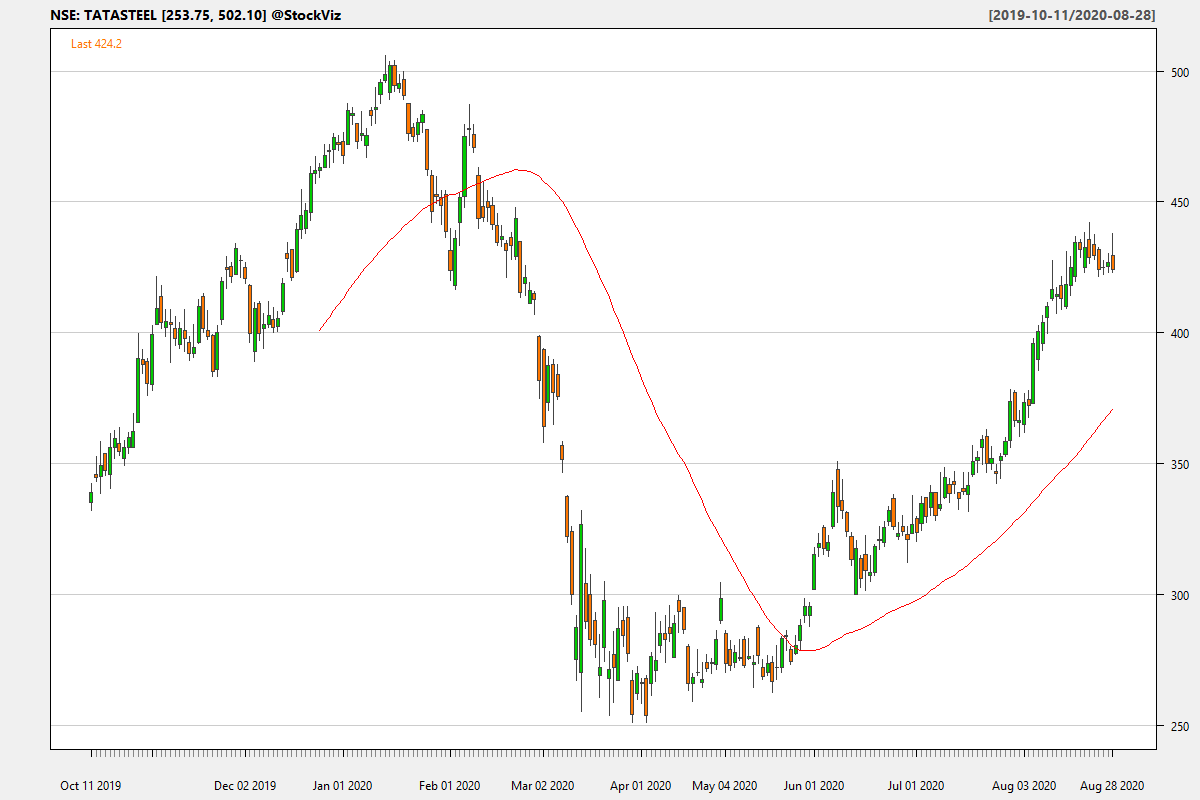 NSE: TATASTEEL [253.75, 502.10] @StockViz
[2019-10-11/2020-08-28]
Last 424.2
500
450
400
350
300
250
Oct 11 2019
Dec 02 2019
Jan 01 2020
Feb 01 2020
Mar 02 2020
Apr 01 2020
May 04 2020
Jun 01 2020
Jul 01 2020
Aug 03 2020
Aug 28 2020